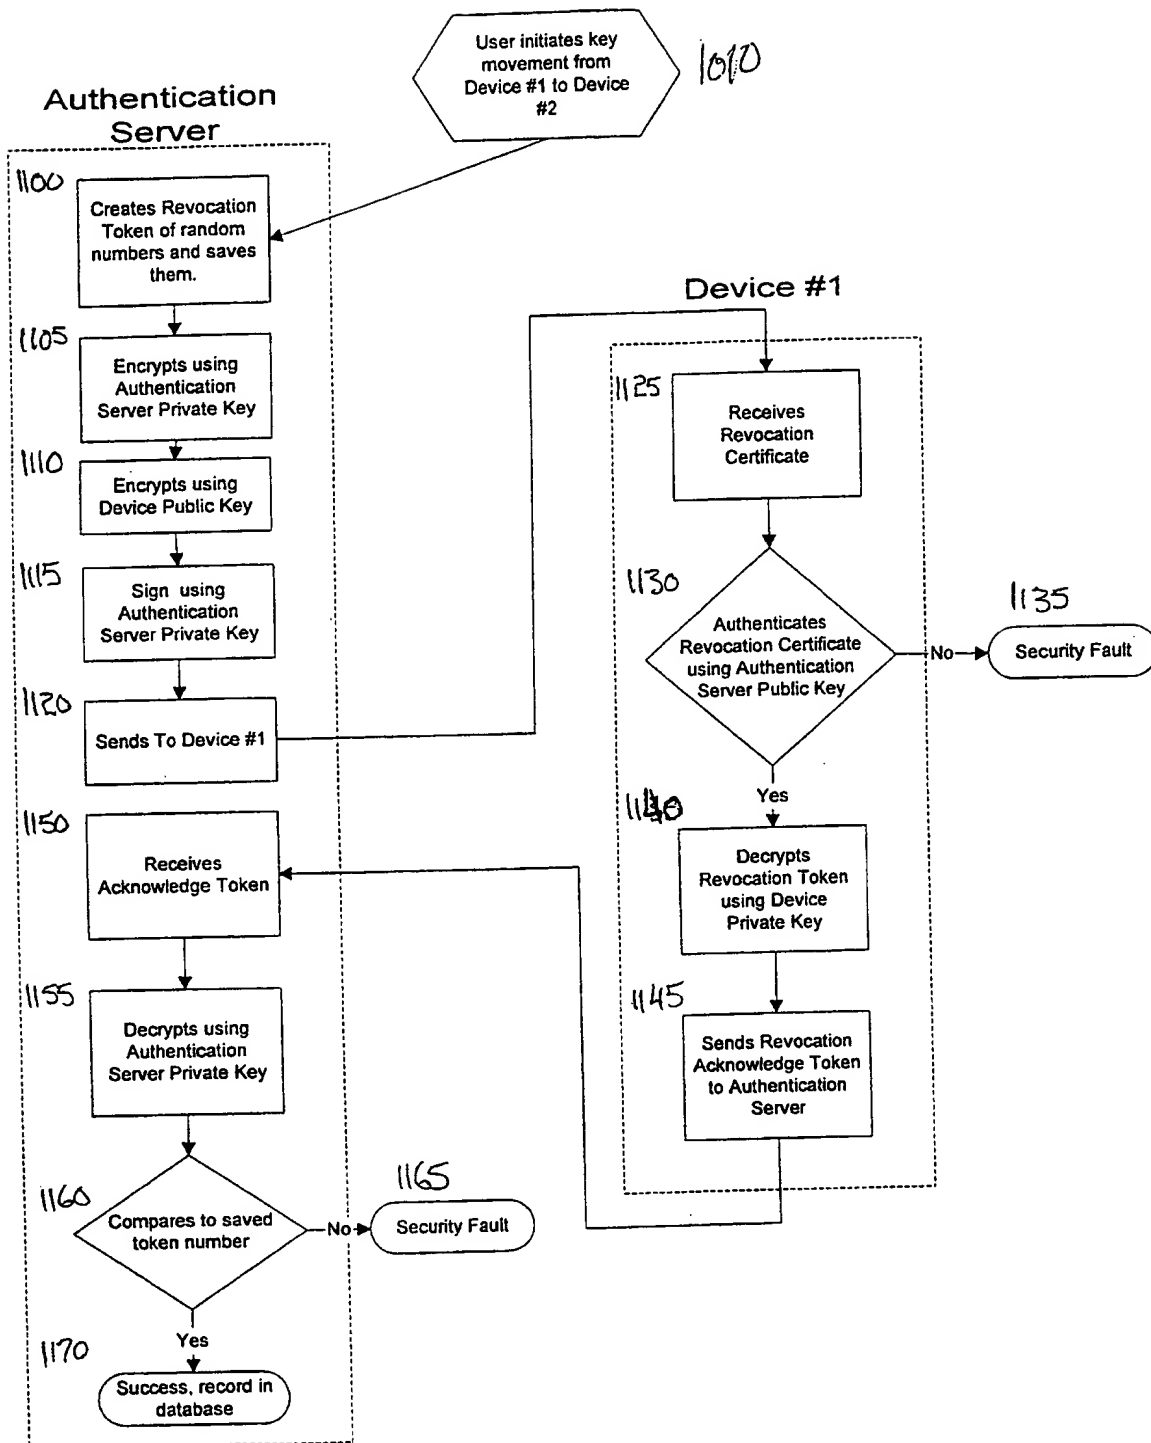 User initiates key
movement from
Device #1 to Device
#2
1010
Authentication
Server
1100
Creates Revocation
Token of random
numbers and saves
them.
1105
Encrypts using
Authentication
Server Private Key
1110
Encrypts using
Device Public Key
1115
Sign using
Authentication
Server Private Key
1120
Sends To Device #1
Device #1
1125
Receives
Revocation
Certificate
1130
Authenticates
Revocation Certificate
using Authentication
Server Public Key
No
1135
Security Fault
Yes
1140
Decrypts
Revocation Token
using Device
Private Key
1145
Sends Revocation
Acknowledge Token
to Authentication
Server
1150
Receives
Acknowledge Token
1155
Decrypts using
Authentication
Server Private Key
1160
Compares to saved
token number
No
1165
Security Fault
Yes
1170
Success, record in
database